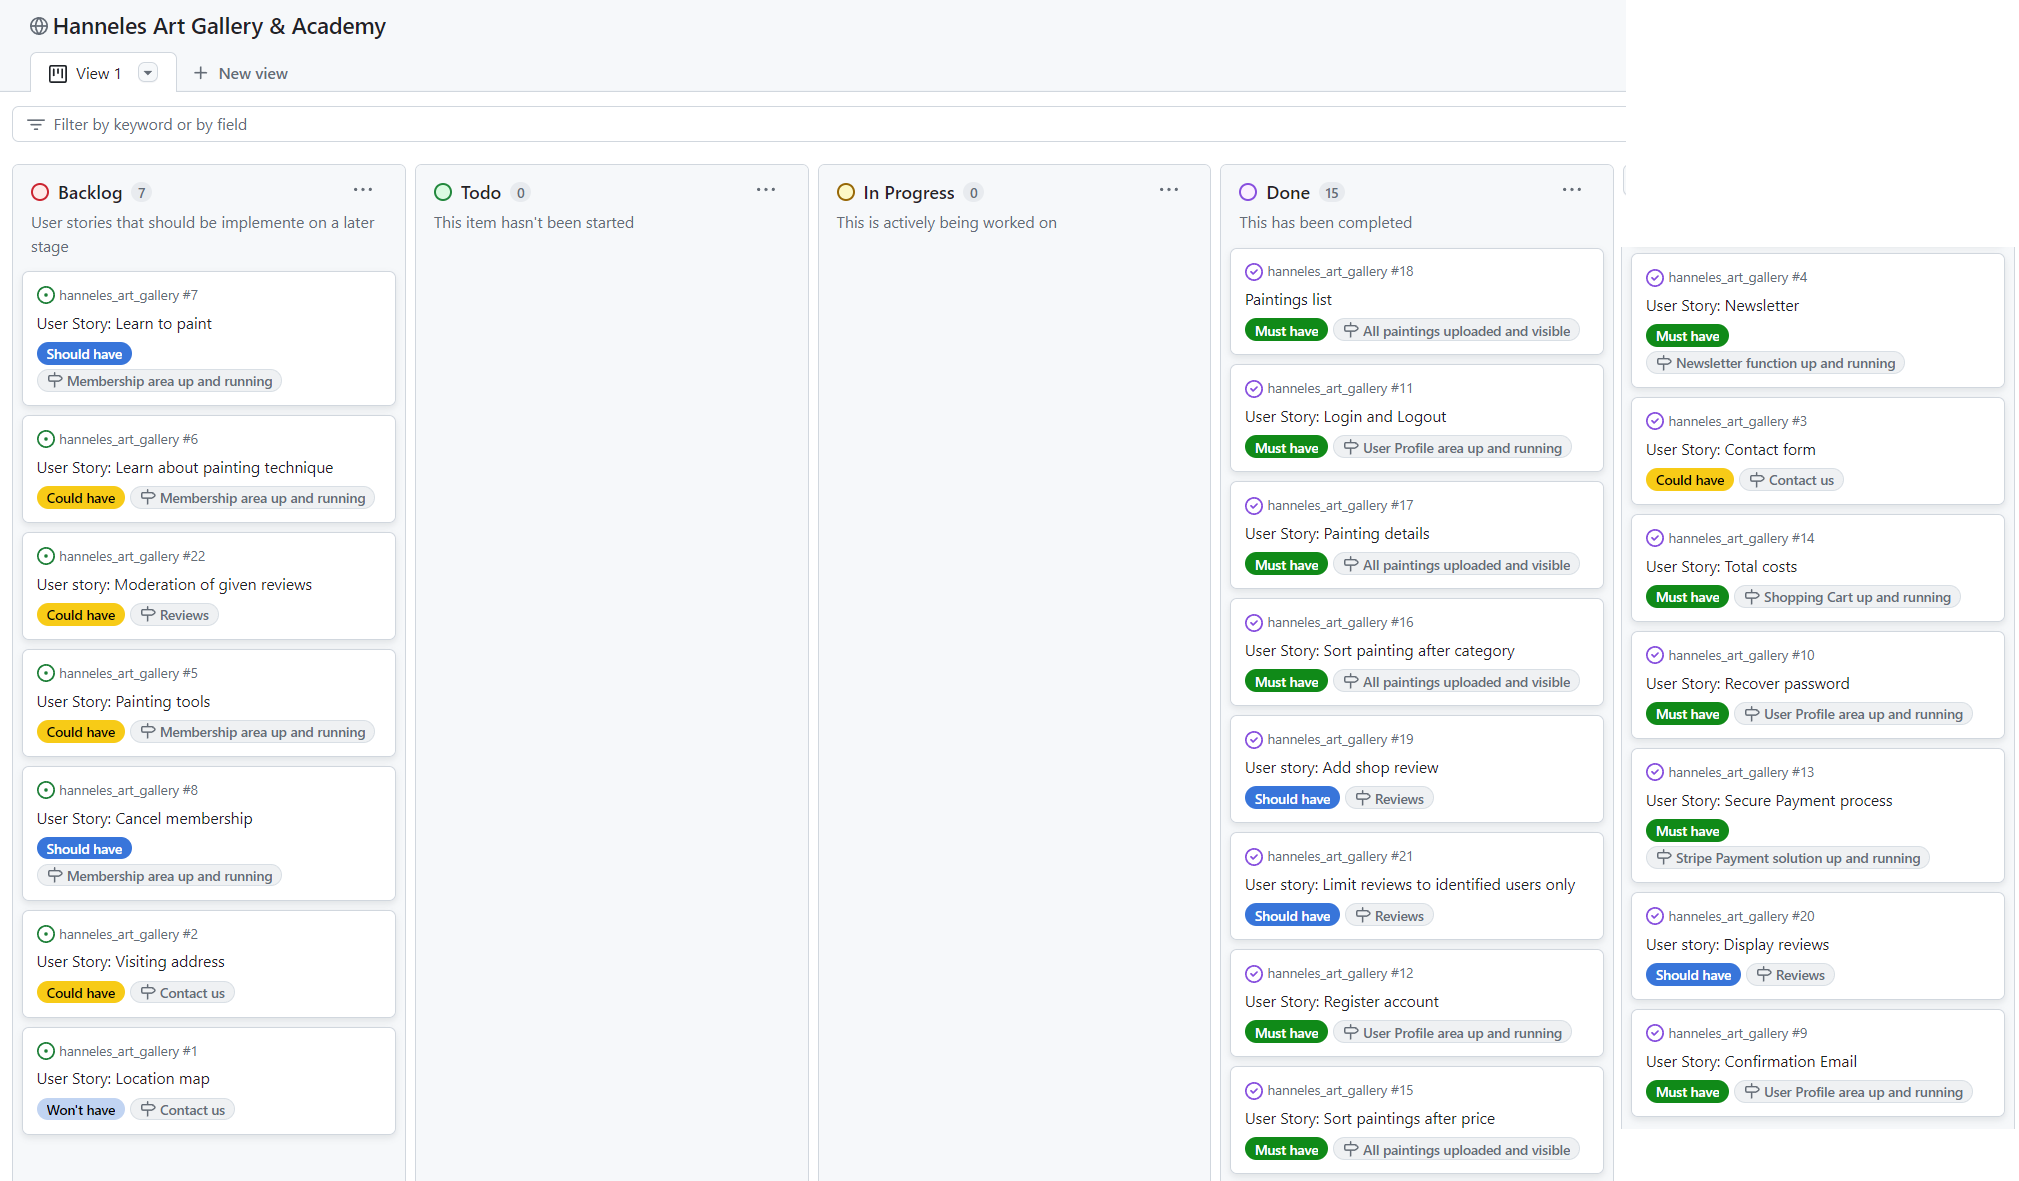 Hanneles Art Gallery & Academy
View 1
New view
Filter by keyword or by field
Backlog 7
User stories that should be implemente on a later
stage
hanneles_art_gallery #7
User Story: Learn to paint
Should have
Membership area up and running
hanneles_art_gallery #6
User Story: Learn about painting technique
Could have Membership area up and running
hanneles_art_gallery #22
User story: Moderation of given reviews
Could have Reviews
hanneles_art_gallery #5
User Story: Painting tools
Could have Membership area up and running
hanneles_art_gallery #8
User Story: Cancel membership
Should have
Membership area up and running
hanneles_art_gallery #2
User Story: Visiting address
Could have Contact us
hanneles_art_gallery #1
User Story: Location map
Won't have Contact us
Todo 0
This item hasn't been started
In Progress 0
This is actively being worked on
Done 15
This has been completed
hanneles_art_gallery #18
Paintings list
Must have All paintings uploaded and visible
hanneles_art_gallery #11
User Story: Login and Logout
Must have User Profile area up and running
hanneles_art_gallery #17
User Story: Painting details
Must have All paintings uploaded and visible
hanneles_art_gallery #16
User Story: Sort painting after category
Must have All paintings uploaded and visible
hanneles_art_gallery #19
User story: Add shop review
Should have Reviews
hanneles_art_gallery #21
User story: Limit reviews to identified users only
Should have Reviews
hanneles_art_gallery #12
User Story: Register account
Must have User Profile area up and running
hanneles_art_gallery #15
User Story: Sort paintings after price
Must have All paintings uploaded and visible
hanneles_art_gallery #4
User Story: Newsletter
Must have
Newsletter function up and running
hanneles_art_gallery #3
User Story: Contact form
Could have Contact us
hanneles_art_gallery #14
User Story: Total costs
Must have Shopping Cart up and running
hanneles_art_gallery #10
User Story: Recover password
Must have User Profile area up and running
hanneles_art_gallery #13
User Story: Secure Payment process
Must have
Stripe Payment solution up and running
hanneles_art_gallery #20
User story: Display reviews
Should have Reviews
hanneles_art_gallery #9
User Story: Confirmation Email
Must have User Profile area up and running